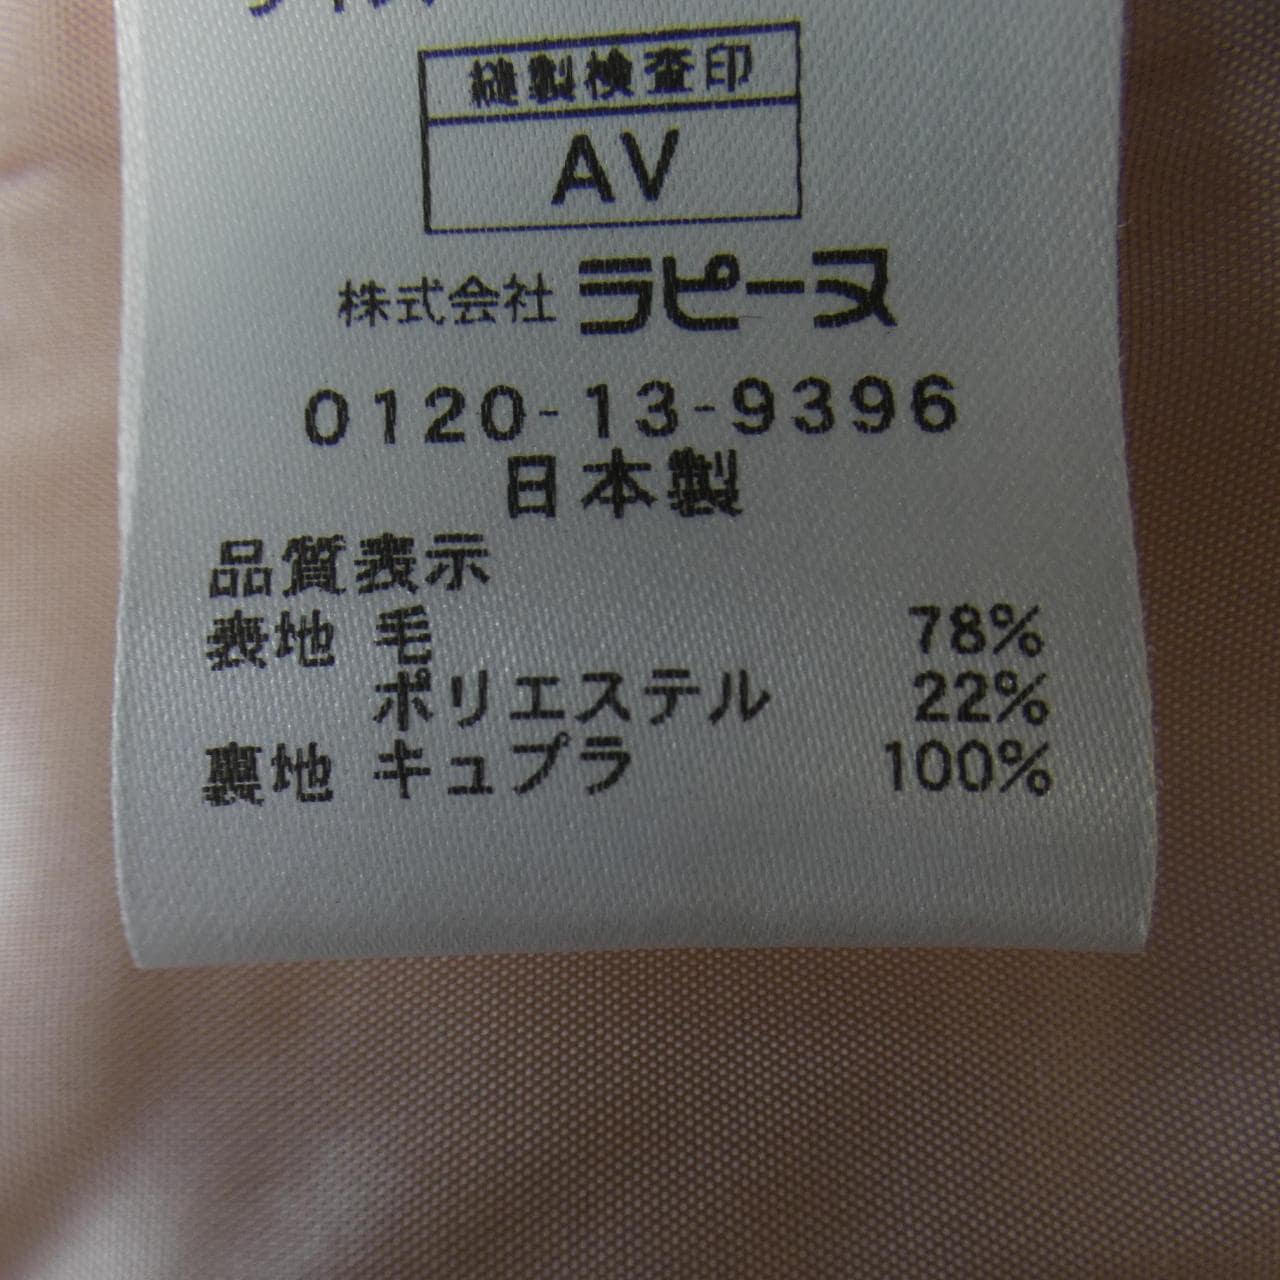 縫製検査印
AV
株式会社 ラピーヌ
0120-13-9396
日本製
品質表示
表地 毛 78%
ポリエステル 22%
裏地 キュプラ 100%